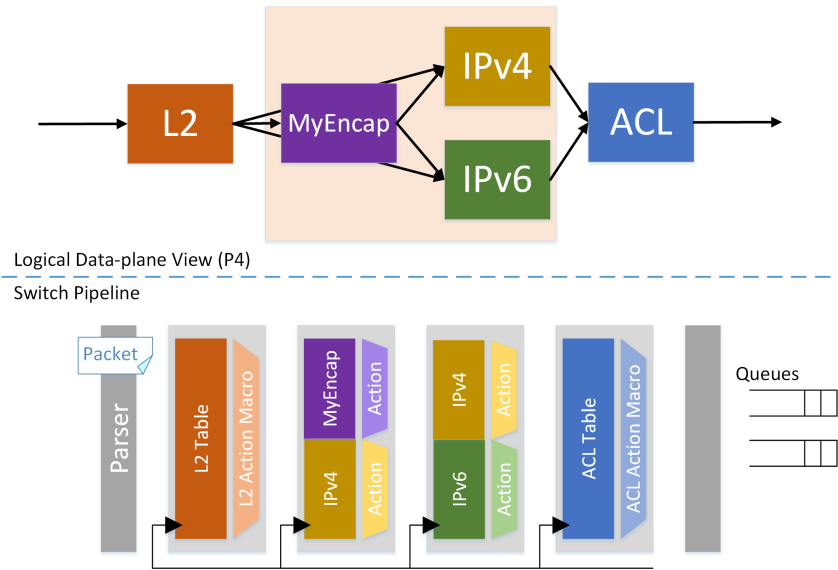 L2
MyEncap
IPv4
IPv6
ACL
Logical Data-plane View (P4)
Switch Pipeline
Packet
Parser
L2 Table
L2 Action Macro
MyEncap
Action
IPv4
Action
IPv4
Action
IPv6
Action
ACL Table
ACL Action Macro
Queues